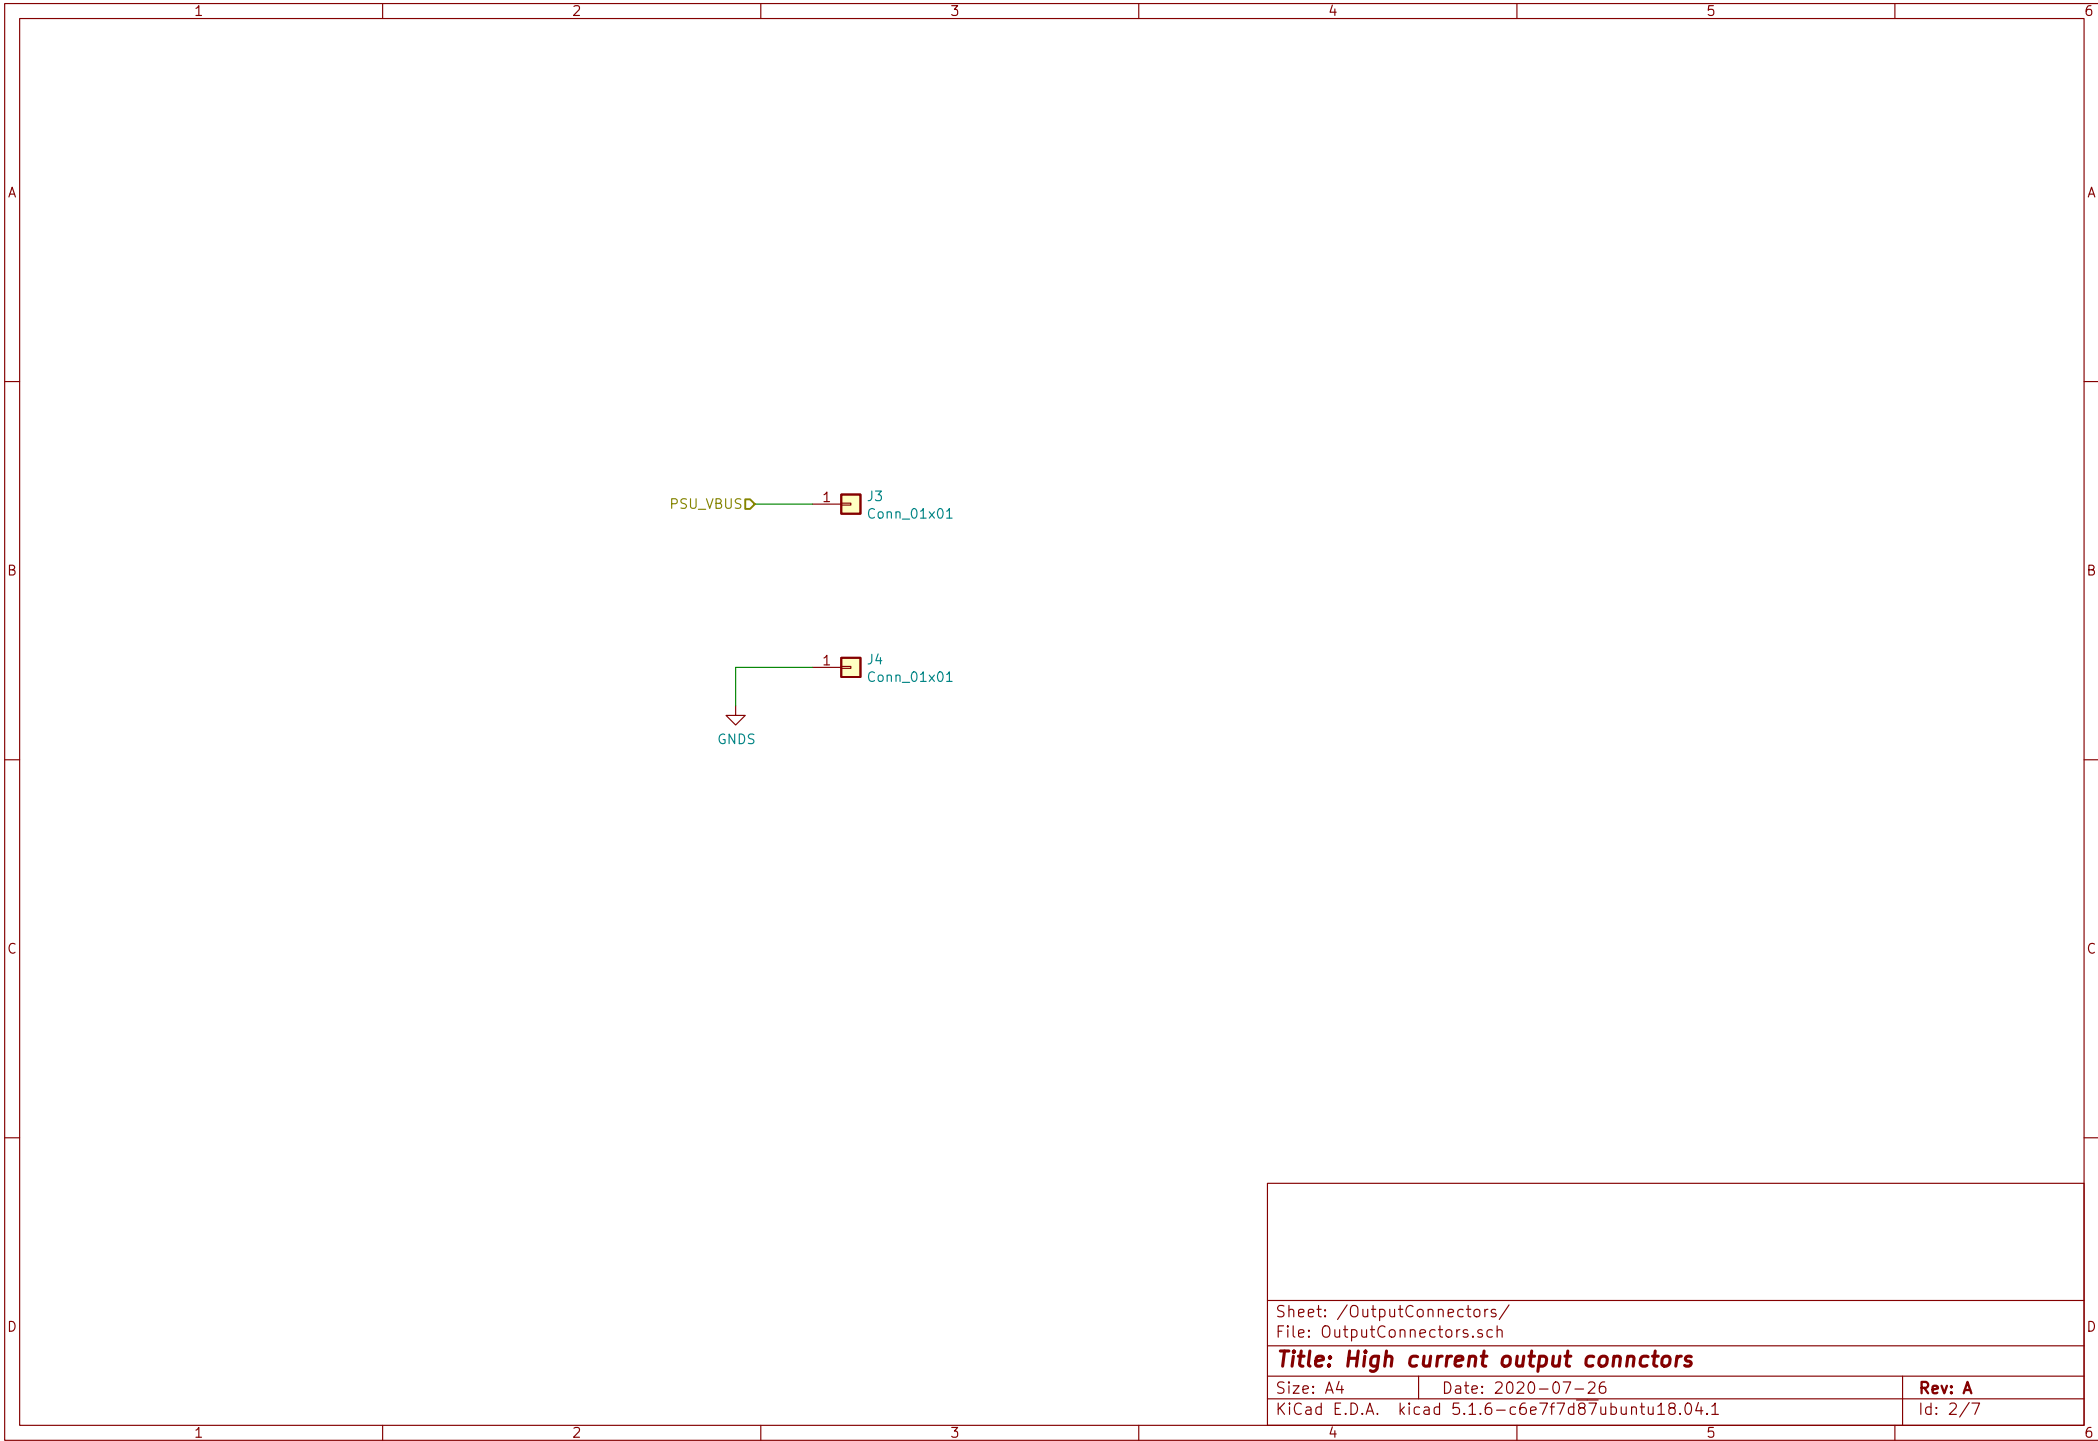 1 2 3 4 5 6
A A
PSU_VBUS 1 J3
Conn_01x01
B B
1 J4
Conn_01x01
GNDS
C C
Sheet: /OutputConnectors/
File: OutputConnectors.sch
D D
Title: High current output connctors
Size: A4 Date: 2020-07-26 Rev: A
KiCad E.D.A. kicad 5.1.6-c6e7f7d87ubuntu18.04.1 Id: 2/7
1 2 3 4 5 6